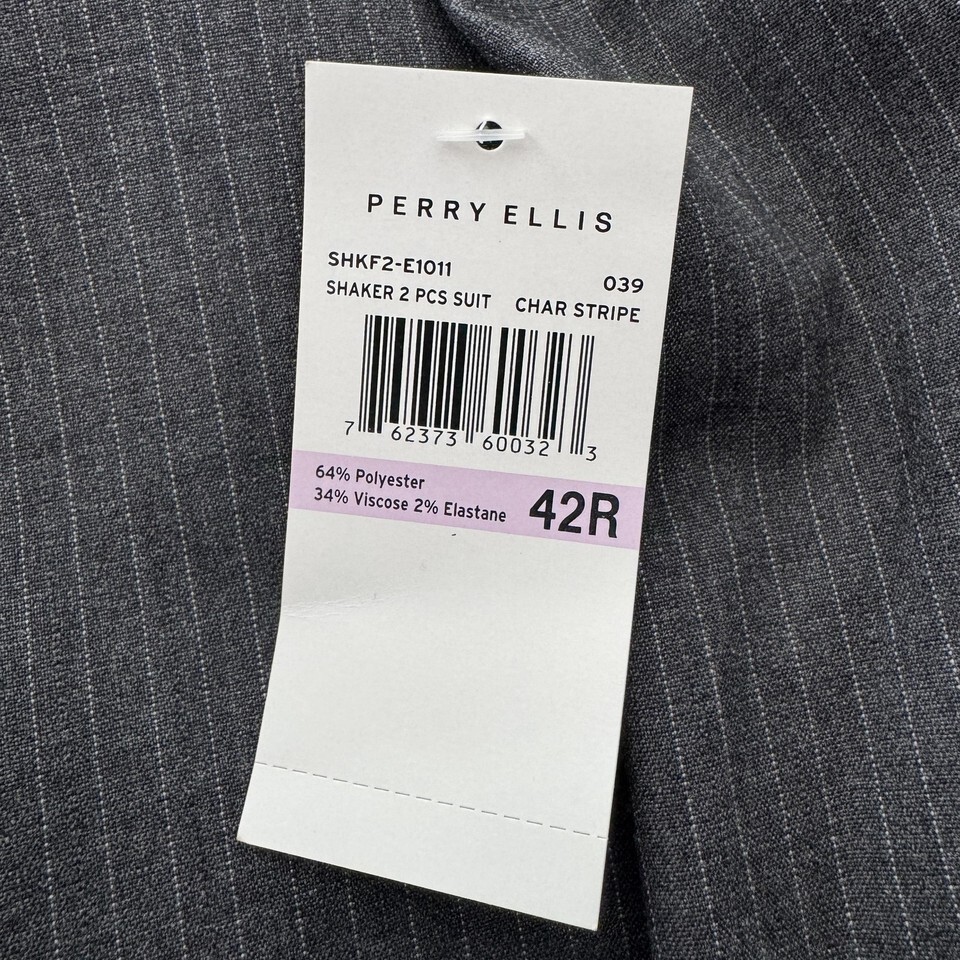 PERRY ELLIS
SHKF2-E1011 039
SHAKER 2 PCS SUIT CHAR STRIPE
7 62373 60032 3
64% Polyester
34% Viscose 2% Elastane 42R